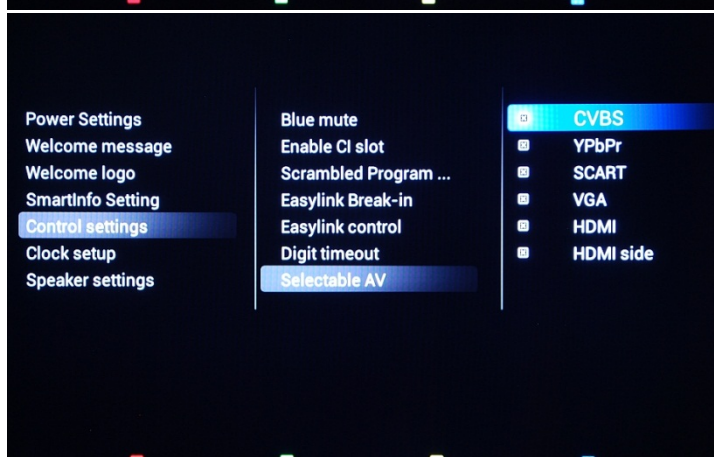 Power Settings
Welcome message
Welcome logo
SmartInfo Setting
Control settings
Clock setup
Speaker settings
Blue mute
Enable CI slot
Scrambled Program ...
Easylink Break-in
Easylink control
Digit timeout
Selectable AV
CVBS
YPbPr
SCART
VGA
HDMI
HDMI side